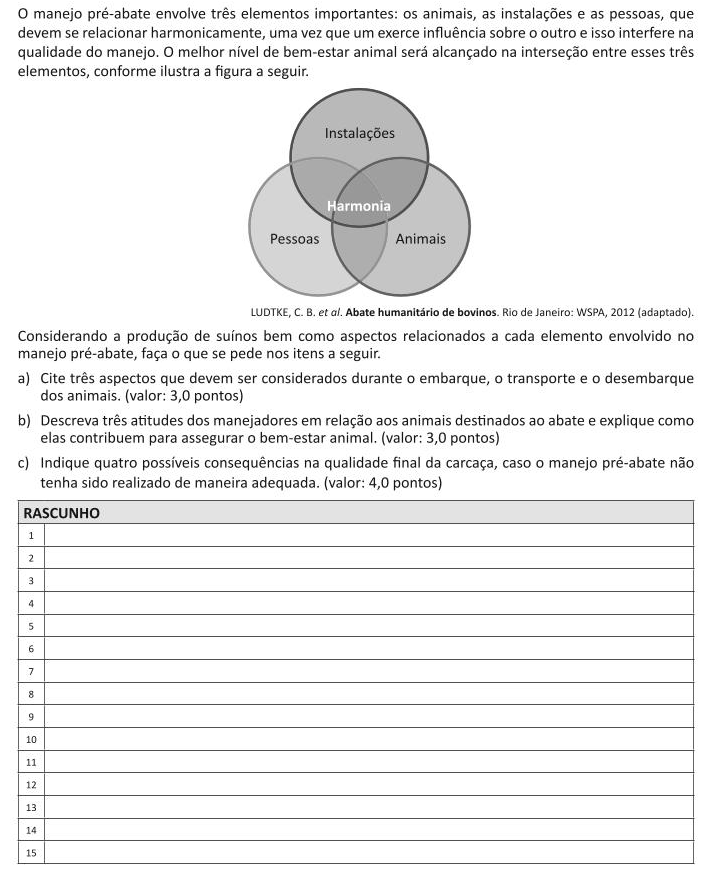 O manejo pré-abate envolve três elementos importantes: os animais, as instalações e as pessoas, que
devem se relacionar harmonicamente, uma vez que um exerce influência sobre o outro e isso interfere na
qualidade do manejo. O melhor nível de bem-estar animal será alcançado na interseção entre esses três
elementos, conforme ilustra a figura a seguir.
Instalações
Harmonia
Pessoas
Animais
LUDTKE, C. B. et al. Abate humanitário de bovinos. Rio de Janeiro: WSPA, 2012 (adaptado).
Considerando a produção de suínos bem como aspectos relacionados a cada elemento envolvido no
manejo pré-abate, faça o que se pede nos itens a seguir.
a) Cite três aspectos que devem ser considerados durante o embarque, o transporte e o desembarque
dos animais. (valor: 3,0 pontos)
b) Descreva três atitudes dos manejadores em relação aos animais destinados ao abate e explique como
elas contribuem para assegurar o bem-estar animal. (valor: 3,0 pontos)
c) Indique quatro possíveis consequências na qualidade final da carcaça, caso o manejo pré-abate não
tenha sido realizado de maneira adequada. (valor: 4,0 pontos)
RASCUNHO
1
2
3
4
5
6
7
8
9
10
11
12
13
14
15